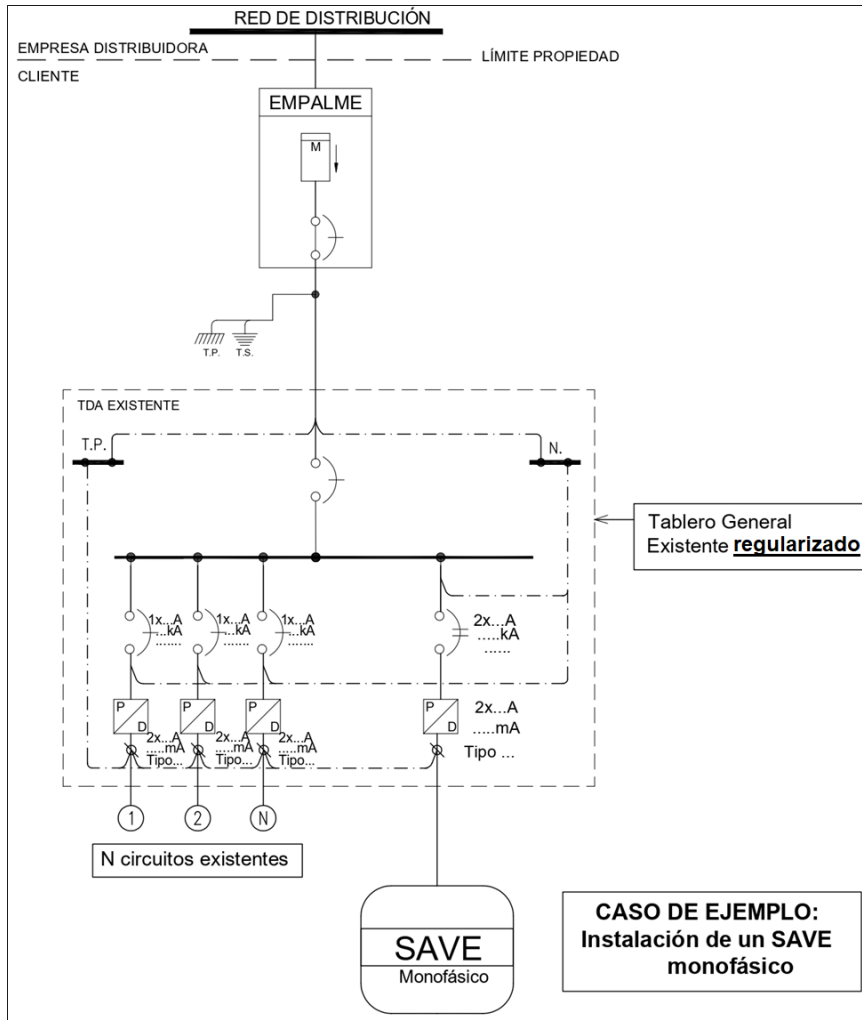 RED DE DISTRIBUCIÓN
EMPRESA DISTRIBUIDORA
LÍMITE PROPIEDAD
CLIENTE
EMPALME
M
T.P.
T.S.
TDA EXISTENTE
T.P.
N.
Tablero General
Existente regularizado
1x...A
...kA
.......
1x...A
...kA
.......
1x...A
...kA
.......
2x...A
.....kA
......
P
D
P
D
P
D
P
D
2x...A
.....mA
Tipo...
2x...A
.....mA
Tipo...
2x...A
.....mA
Tipo...
2x...A
.....mA
Tipo ...
1
2
N
N circuitos existentes
SAVE
Monofásico
CASO DE EJEMPLO:
Instalación de un SAVE
monofásico